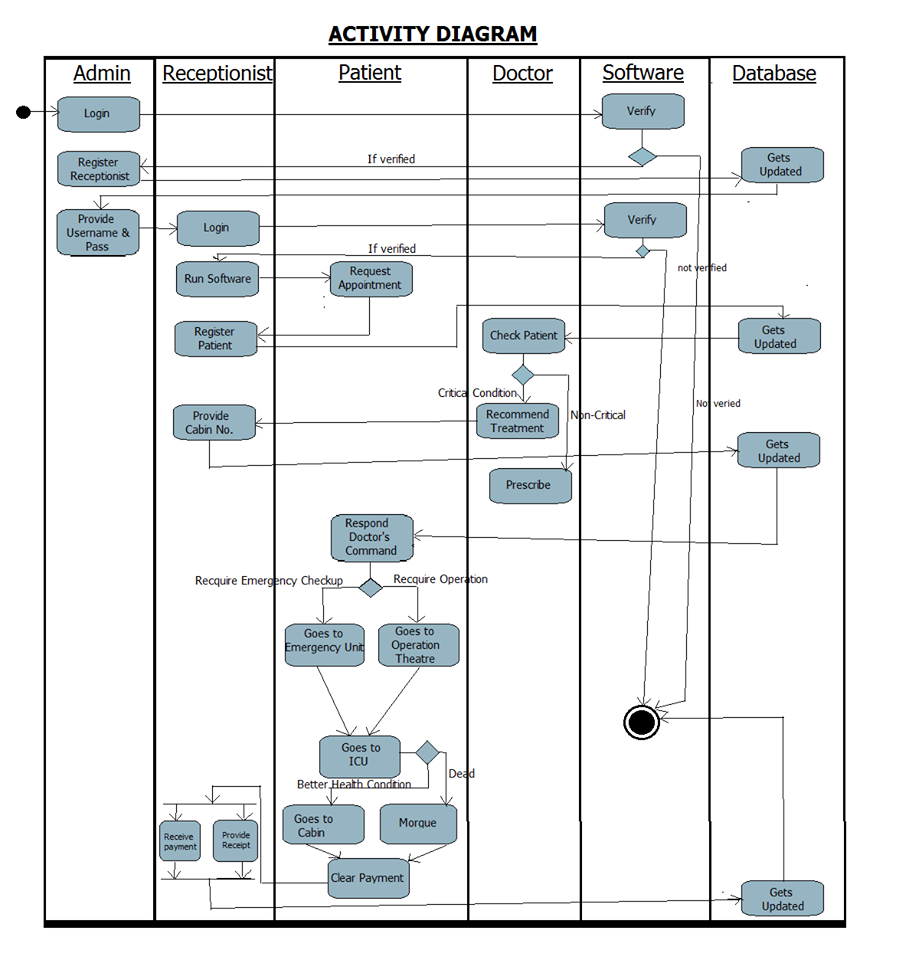 ACTIVITY DIAGRAM
Admin
Receptionist
Patient
Doctor
Software
Database
Login
Verify
If verified
Register
Receptionist
Gets
Updated
Provide
Username &
Pass
Login
Verify
If verified
not verified
Run Software
Request
Appointment
Register
Patient
Check Patient
Gets
Updated
Critical Condition
Non-Critical
Not veried
Provide
Cabin No.
Recommend
Treatment
Gets
Updated
Prescribe
Respond
Doctor's
Command
Recquire Emergency Checkup
Recquire Operation
Goes to
Emergency Unit
Goes to
Operation
Theatre
Goes to
ICU
Dead
Better Health Condition
Goes to
Cabin
Morque
Receive
payment
Provide
Receipt
Clear Payment
Gets
Updated